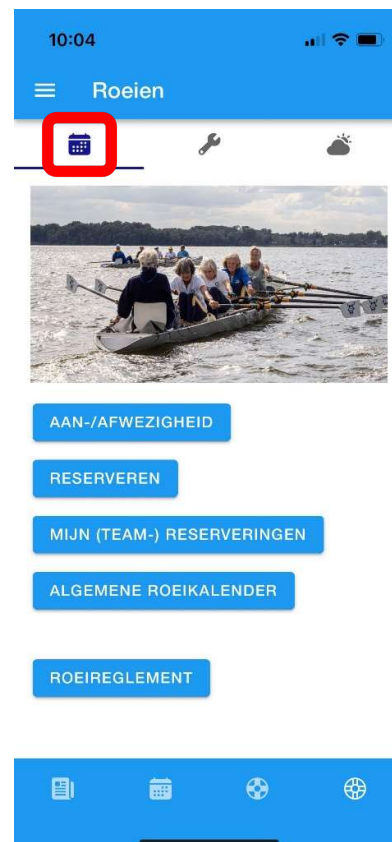 10:04
Roeien
AAN-/AFWEZIGHEID
RESERVEREN
MIJN (TEAM-) RESERVERINGEN
ALGEMENE ROEIKALENDER
ROEIREGLEMENT